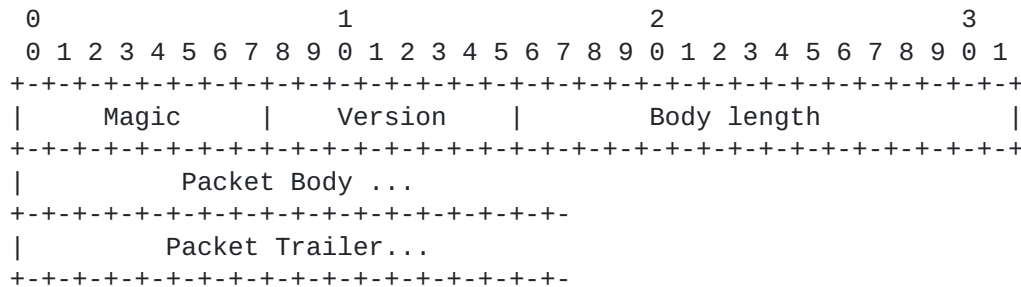 0                   1                   2                   3
 0 1 2 3 4 5 6 7 8 9 0 1 2 3 4 5 6 7 8 9 0 1 2 3 4 5 6 7 8 9 0 1
+-+-+-+-+-+-+-+-+-+-+-+-+-+-+-+-+-+-+-+-+-+-+-+-+-+-+-+-+-+-+-+-+
|     Magic     |    Version    |        Body length            |
+-+-+-+-+-+-+-+-+-+-+-+-+-+-+-+-+-+-+-+-+-+-+-+-+-+-+-+-+-+-+-+-+
|          Packet Body ...
+-+-+-+-+-+-+-+-+-+-+-+-+-+-+-+-+-+-
|         Packet Trailer...
+-+-+-+-+-+-+-+-+-+-+-+-+-+-+-+-+-+-